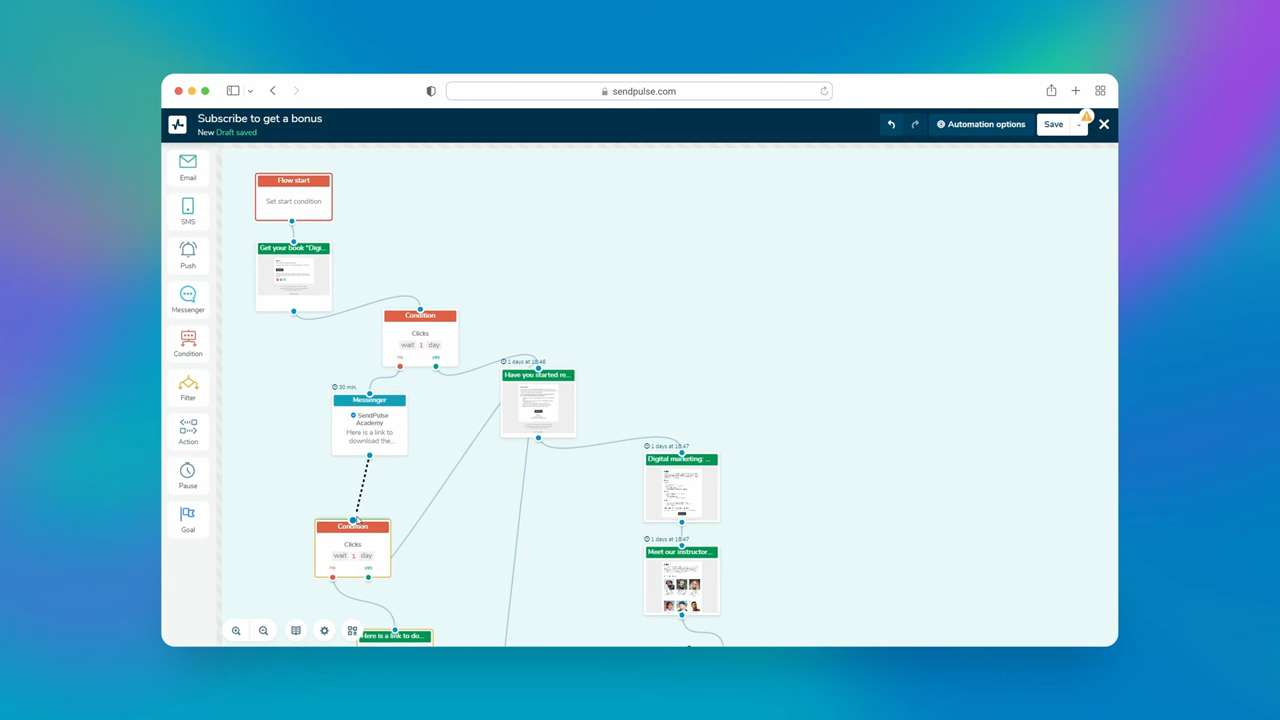 sendpulse.com
Subscribe to get a bonus
New Draft saved
Automation options
Save
Email
SMS
Push
Messenger
Condition
Filter
Action
Pause
Goal
Flow start
Set start condition
Get your book "Digi...
Condition
Clicks
wait 1 day
no yes
1 days at 18:46
Have you started re...
30 min.
Messenger
SendPulse
Academy
Here is a link to
download the...
1 days at 18:47
Digital marketing: ...
1 days at 18:47
Meet our instructor...
Condition
Clicks
wait 1 day
no yes
Here is a link to do...